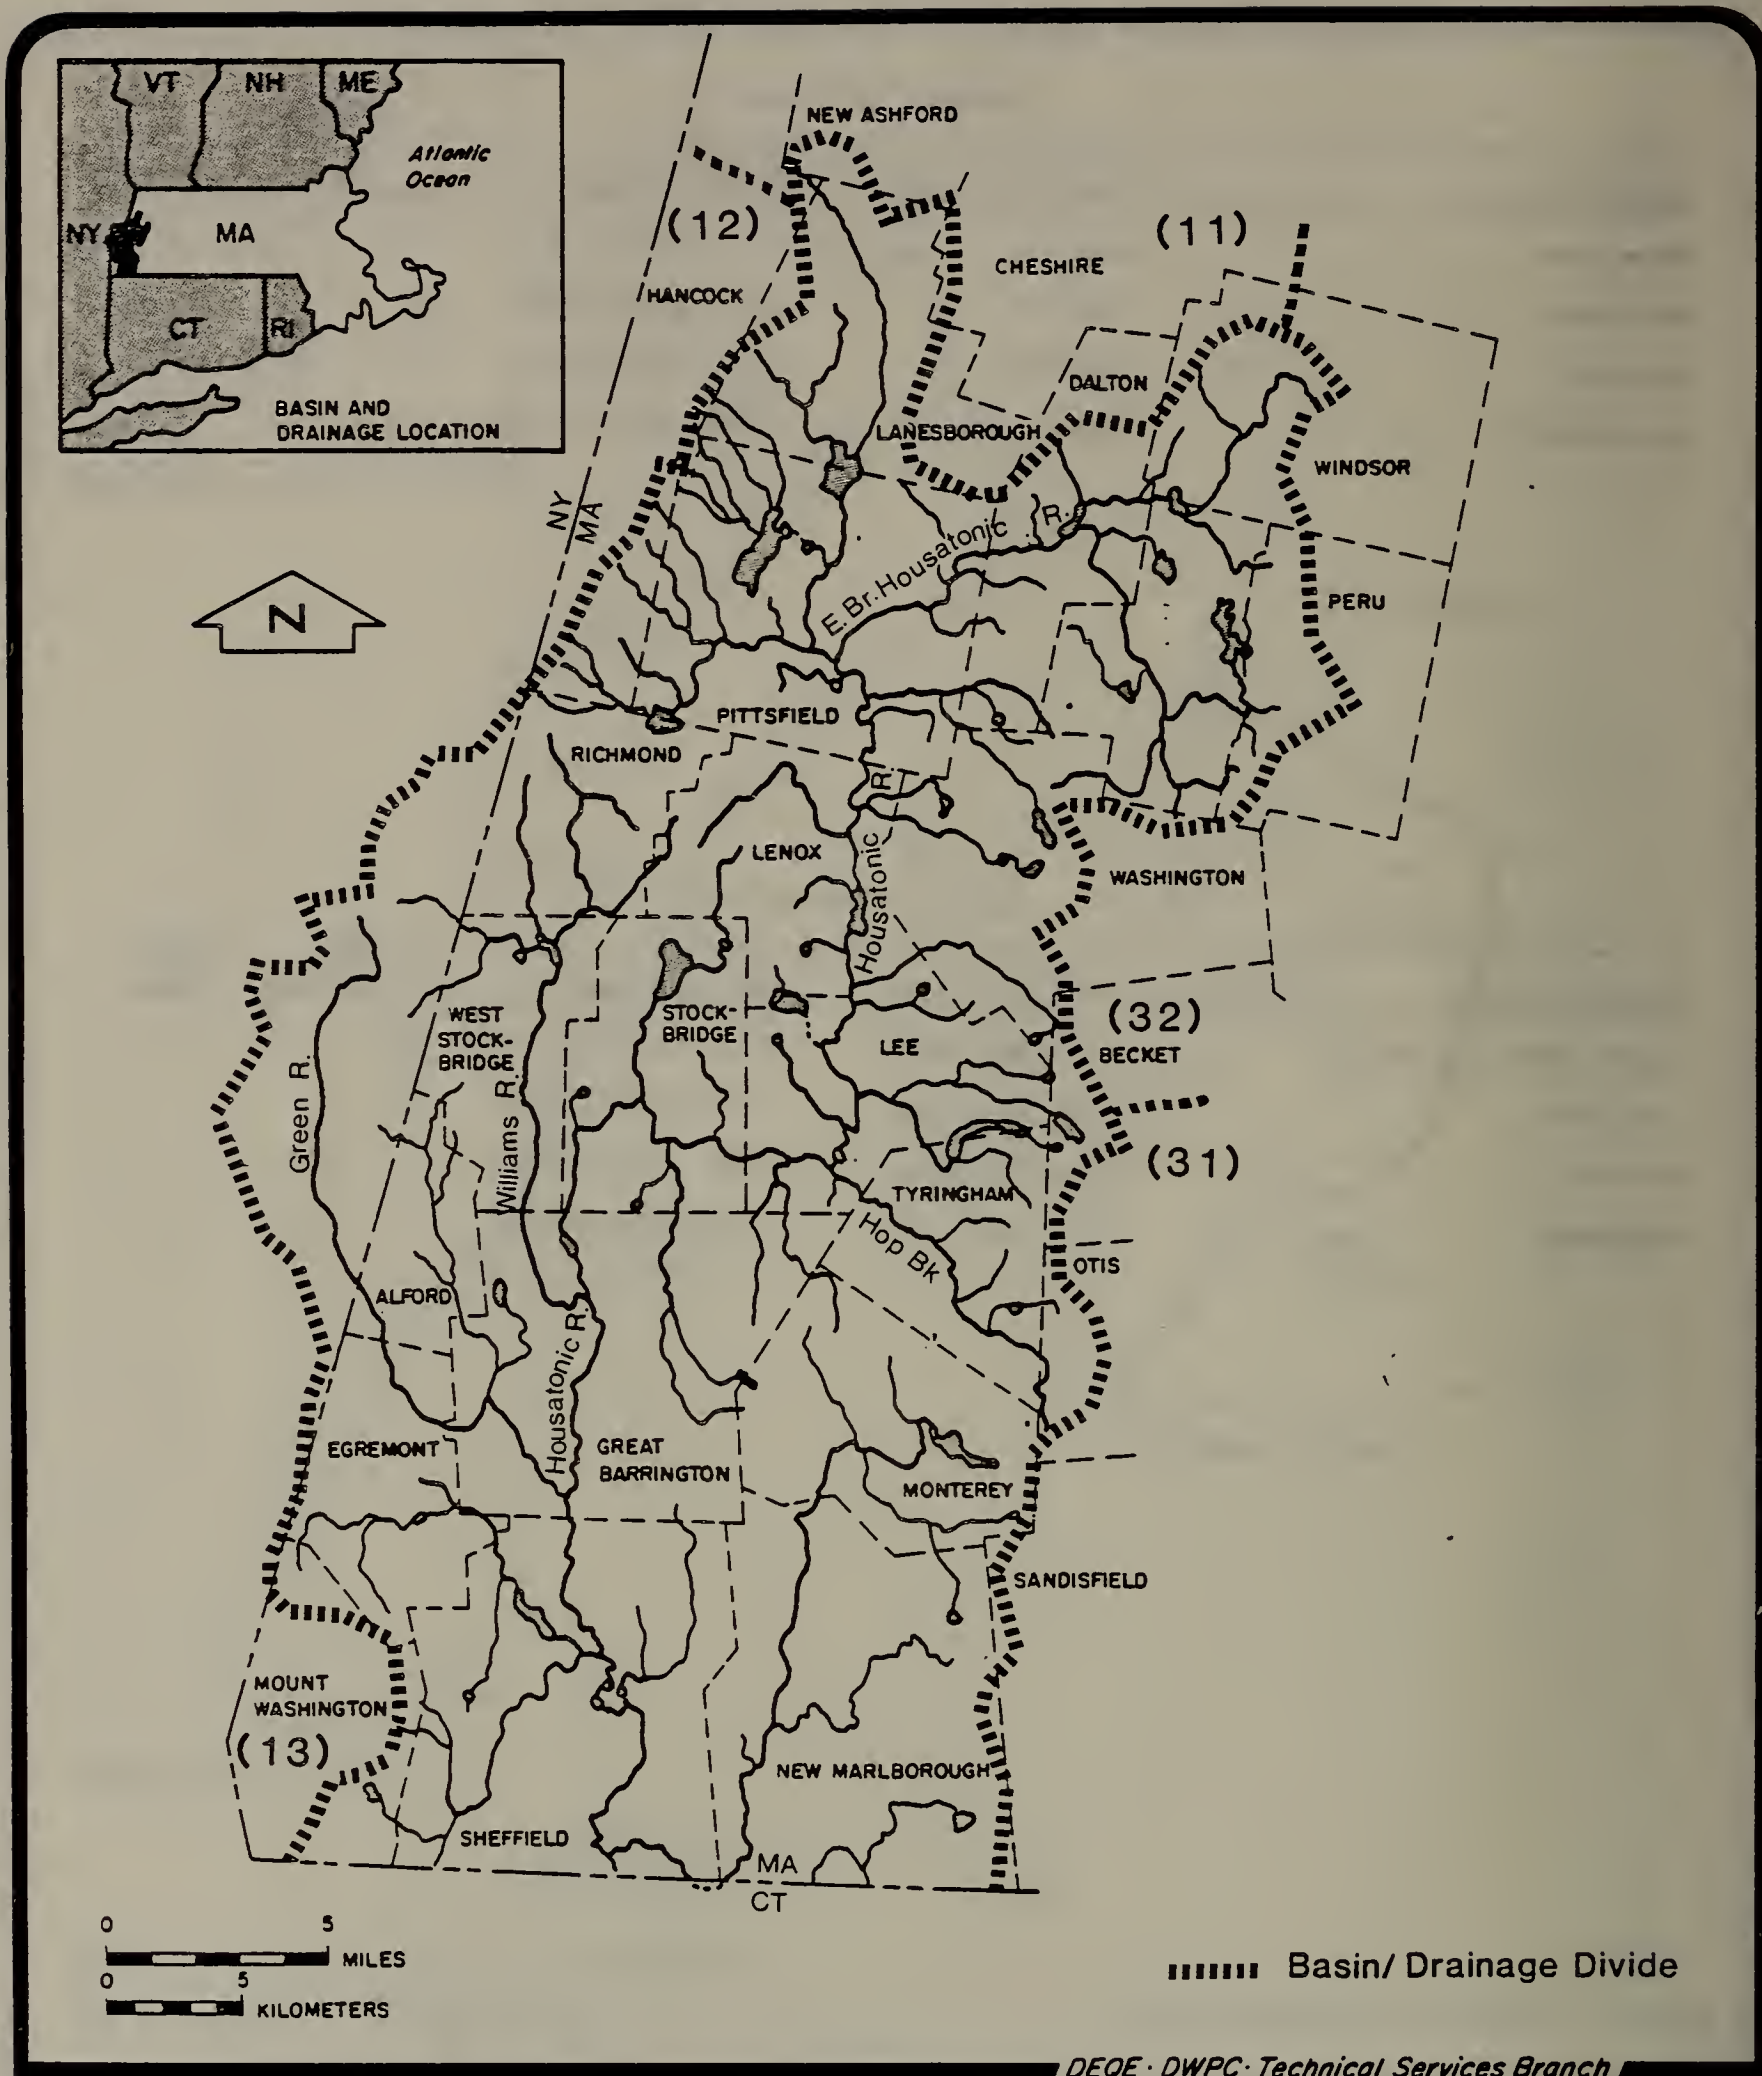 VT
NH
ME
Atlantic
Ocean
NY
MA
CT
RI
BASIN AND
DRAINAGE LOCATION
NEW ASHFORD
(12)
(11)
CHESHIRE
HANCOCK
DALTON
LANESBOROUGH
WINDSOR
NY
MA
E. Br. Housatonic R.
N
PERU
PITTSFIELD
RICHMOND
LENOX
Housatonic R.
WASHINGTON
WEST
STOCK-
BRIDGE
STOCK-
BRIDGE
(32)
LEE
BECKET
Green R.
Williams R.
(31)
TYRINGHAM
Hop Bk
OTIS
ALFORD
Housatonic R.
EGREMONT
GREAT
BARRINGTON
MONTEREY
SANDISFIELD
MOUNT
WASHINGTON
(13)
NEW MARLBOROUGH
SHEFFIELD
MA
CT
0 5
MILES
0 5
KILOMETERS
Basin/ Drainage Divide
DEQE · DWPC · Technical Services Branch